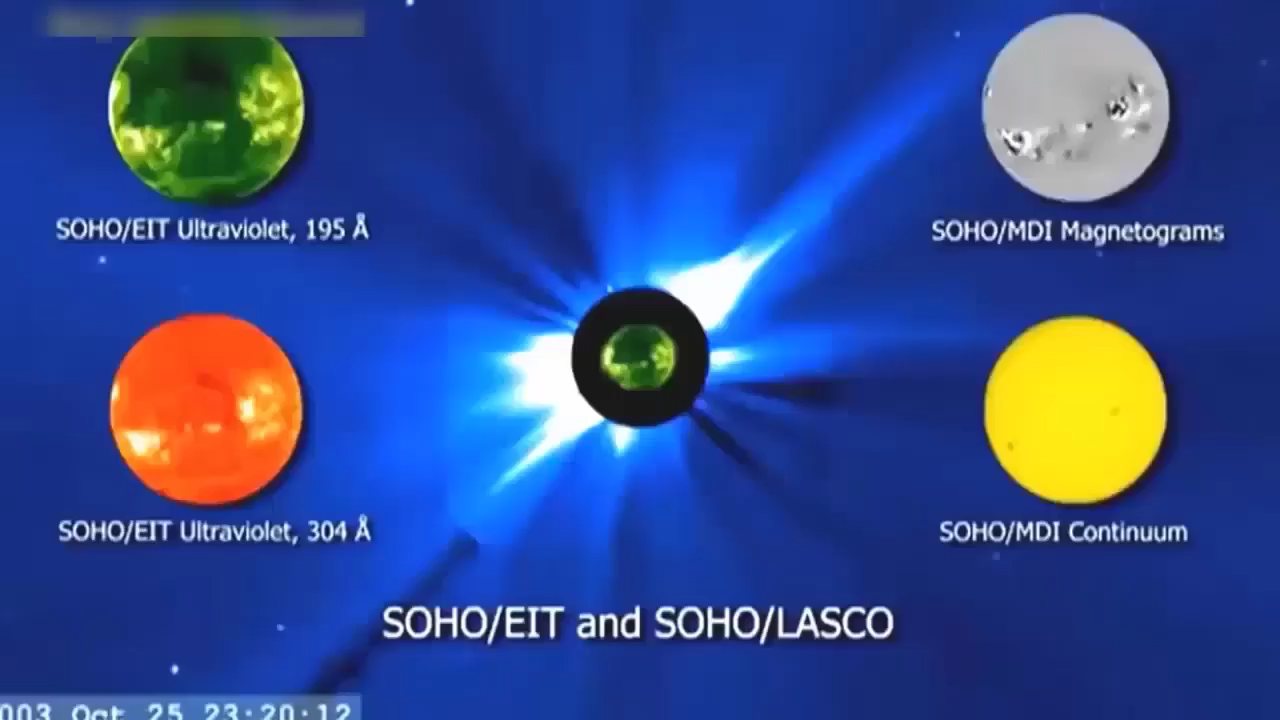 SOHO/EIT Ultraviolet, 195 Å
SOHO/MDI Magnetograms
SOHO/EIT Ultraviolet, 304 Å
SOHO/MDI Continuum
SOHO/EIT and SOHO/LASCO
003 Oct 25 23:20:12